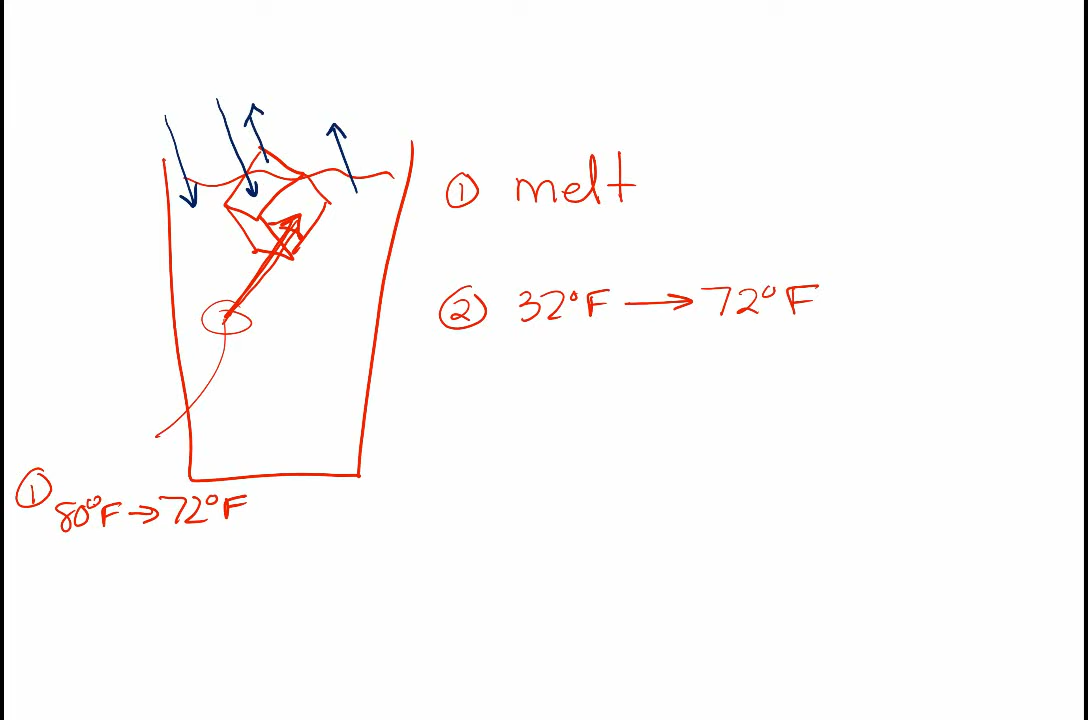 ① melt
② 32°F → 72°F
①
80°F → 72°F